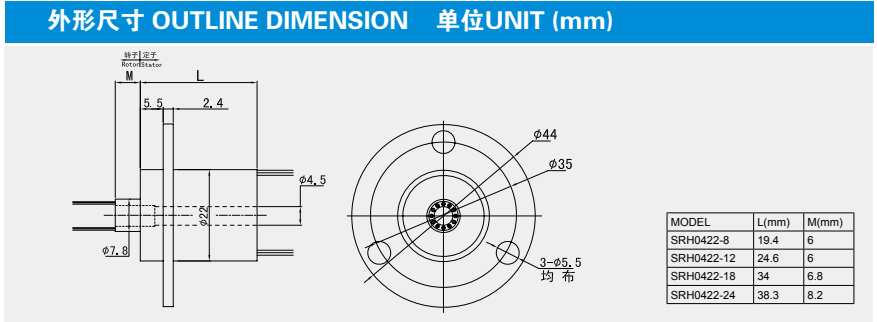 外形尺寸 OUTLINE DIMENSION 单位UNIT (mm)
转子 定子
Rotor Stator
M L
5.5 2.4
φ4.5
φ22
φ7.8
φ44
φ35
3-φ5.5
均 布
MODEL L(mm) M(mm)
SRH0422-8 19.4 6
SRH0422-12 24.6 6
SRH0422-18 34 6.8
SRH0422-24 38.3 8.2